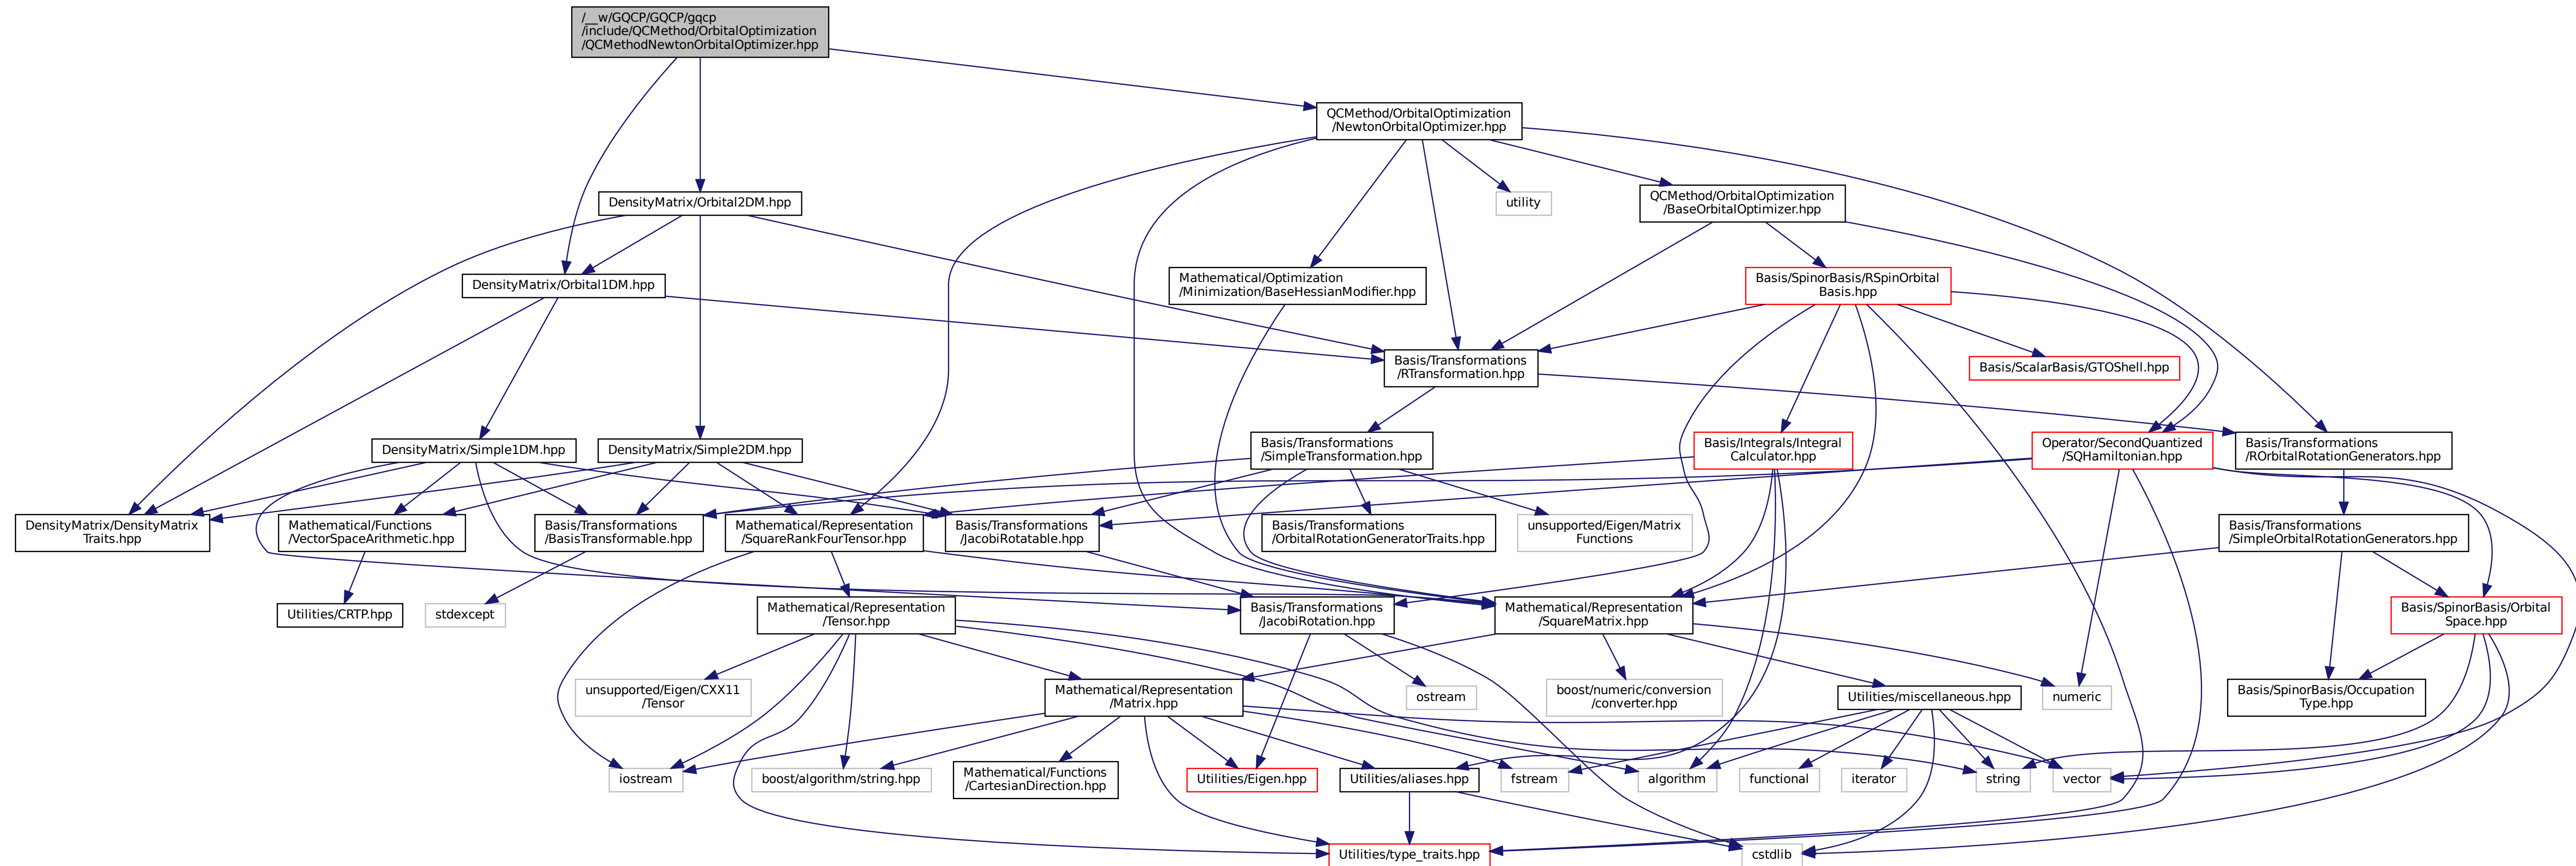 /__w/GQCP/GQCP/gqcp
/include/QCMethod/OrbitalOptimization
/QCMethodNewtonOrbitalOptimizer.hpp
QCMethod/OrbitalOptimization
/NewtonOrbitalOptimizer.hpp
DensityMatrix/Orbital2DM.hpp
utility
QCMethod/OrbitalOptimization
/BaseOrbitalOptimizer.hpp
DensityMatrix/Orbital1DM.hpp
Mathematical/Optimization
/Minimization/BaseHessianModifier.hpp
Basis/SpinorBasis/RSpinOrbital
Basis.hpp
Basis/Transformations
/RTransformation.hpp
Basis/ScalarBasis/GTOShell.hpp
DensityMatrix/Simple1DM.hpp
DensityMatrix/Simple2DM.hpp
Basis/Transformations
/SimpleTransformation.hpp
Basis/Integrals/Integral
Calculator.hpp
Operator/SecondQuantized
/SQHamiltonian.hpp
Basis/Transformations
/ROrbitalRotationGenerators.hpp
DensityMatrix/DensityMatrix
Traits.hpp
Mathematical/Functions
/VectorSpaceArithmetic.hpp
Basis/Transformations
/BasisTransformable.hpp
Mathematical/Representation
/SquareRankFourTensor.hpp
Basis/Transformations
/JacobiRotatable.hpp
Basis/Transformations
/OrbitalRotationGeneratorTraits.hpp
unsupported/Eigen/Matrix
Functions
Basis/Transformations
/SimpleOrbitalRotationGenerators.hpp
Utilities/CRTP.hpp
stdexcept
Mathematical/Representation
/Tensor.hpp
Basis/Transformations
/JacobiRotation.hpp
Mathematical/Representation
/SquareMatrix.hpp
Basis/SpinorBasis/Orbital
Space.hpp
unsupported/Eigen/CXX11
/Tensor
Mathematical/Representation
/Matrix.hpp
ostream
boost/numeric/conversion
/converter.hpp
Utilities/miscellaneous.hpp
numeric
Basis/SpinorBasis/Occupation
Type.hpp
iostream
boost/algorithm/string.hpp
Mathematical/Functions
/CartesianDirection.hpp
Utilities/Eigen.hpp
Utilities/aliases.hpp
fstream
algorithm
functional
iterator
string
vector
Utilities/type_traits.hpp
cstdlib